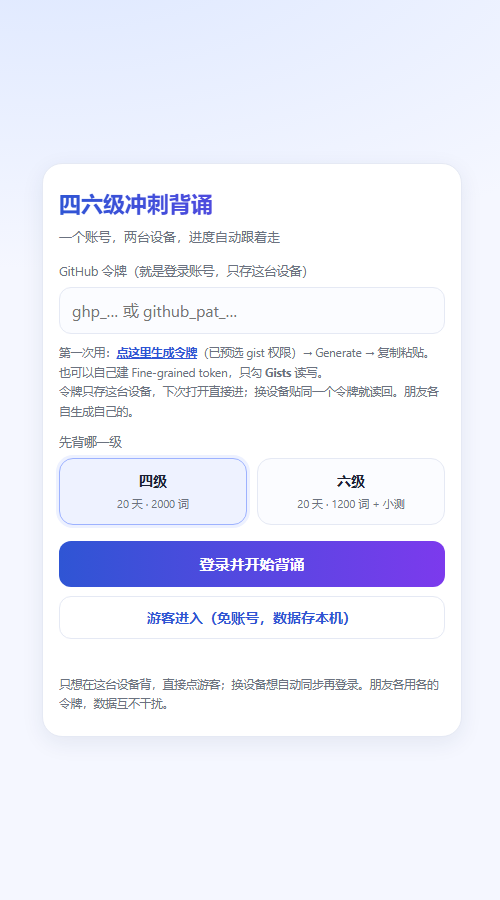 四六级冲刺背诵
一个账号，两台设备，进度自动跟着走
GitHub 令牌（就是登录账号，只存这台设备）
ghp_... 或 github_pat_...
第一次用：点这里生成令牌（已预选 gist 权限）→ Generate → 复制粘贴。
也可以自己建 Fine-grained token，只勾 Gists 读写。
令牌只存这台设备，下次打开直接进；换设备贴同一个令牌就读回。朋友各
自生成自己的。
先背哪一级
四级
20 天 · 2000 词
六级
20 天 · 1200 词 + 小测
登录并开始背诵
游客进入（免账号，数据存本机）
只想在这台设备背，直接点游客；换设备想自动同步再登录。朋友各用各的
令牌，数据互不干扰。